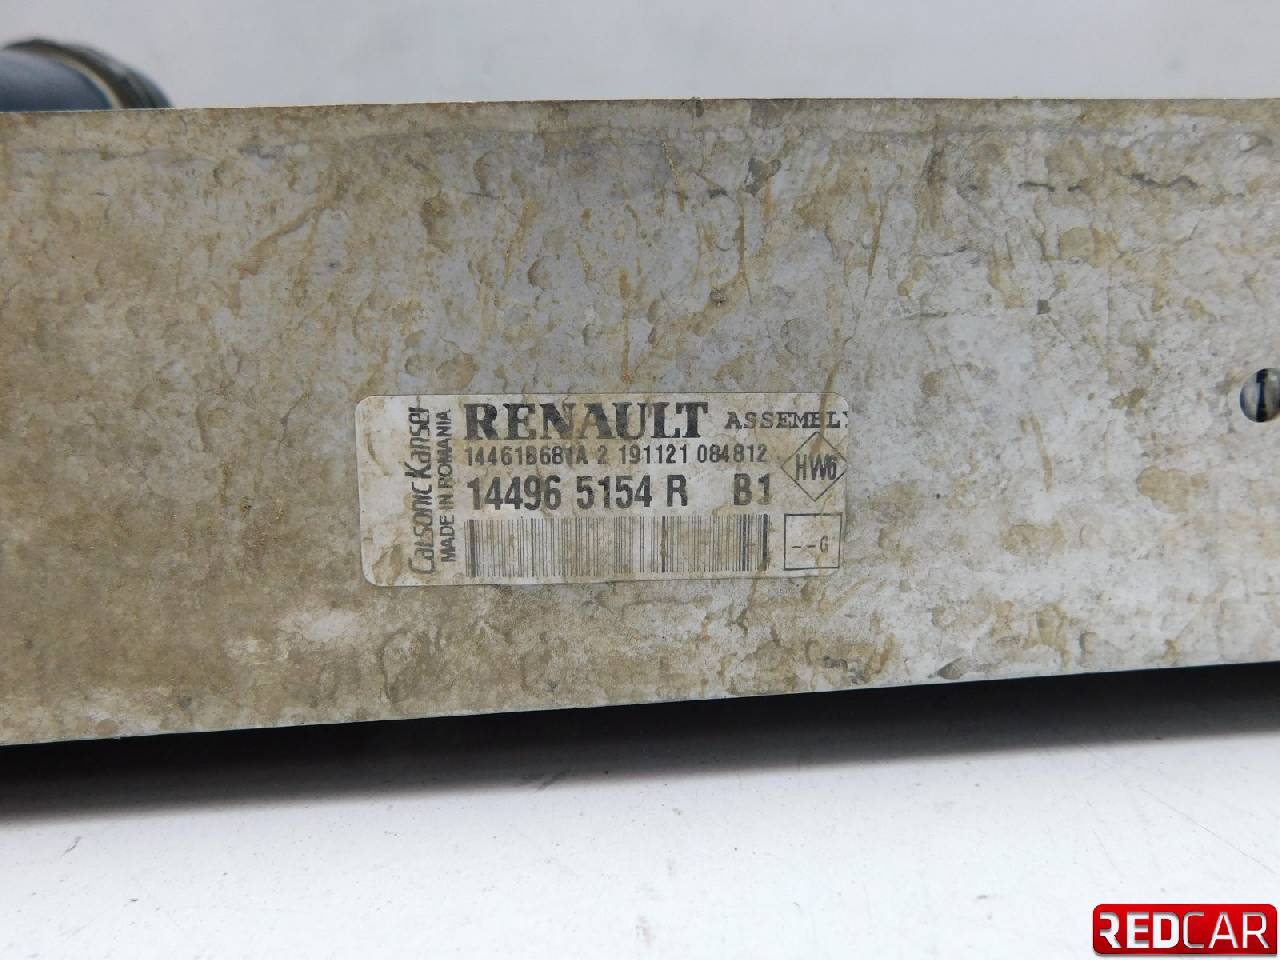 RENAULT ASSEMBLY
14461B681A 2 191121 084812
HW6
14496 5154 R B1
--G
Calsonic Kansei
MADE IN ROMANIA
REDCAR